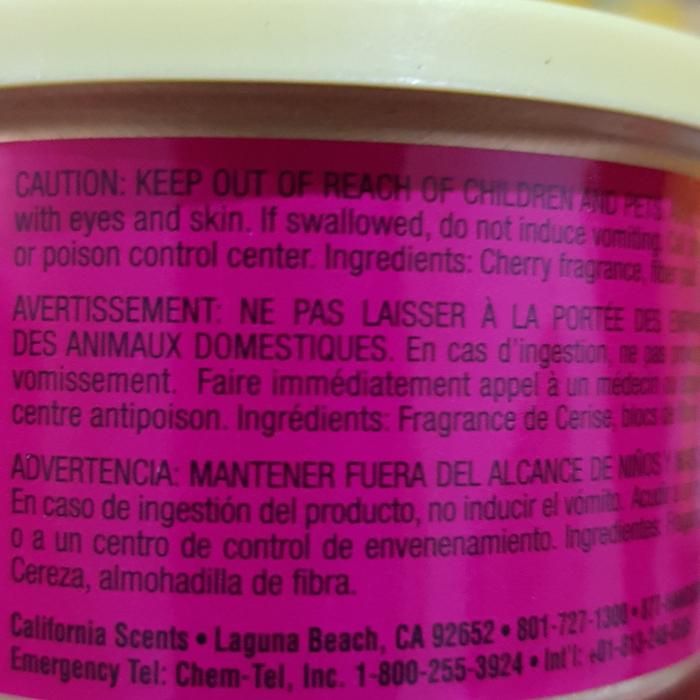 CAUTION: KEEP OUT OF REACH OF CHILDREN AND PETS.
with eyes and skin. If swallowed, do not induce vomiting.
or poison control center. Ingredients: Cherry fragrance,
AVERTISSEMENT: NE PAS LAISSER À LA PORTÉE DES
DES ANIMAUX DOMESTIQUES. En cas d'ingestion, ne pas
vomissement. Faire immédiatement appel à un médecin
centre antipoison. Ingrédients: Fragrance de Cerise, blocs de
ADVERTENCIA: MANTENER FUERA DEL ALCANCE DE NIÑOS Y
En caso de ingestión del producto, no inducir el vómito.
o a un centro de control de envenenamiento. Ingredientes:
Cereza, almohadilla de fibra.
California Scents • Laguna Beach, CA 92652 • 801-727-1300 •
Emergency Tel: Chem-Tel, Inc. 1-800-255-3924 • Int'l: